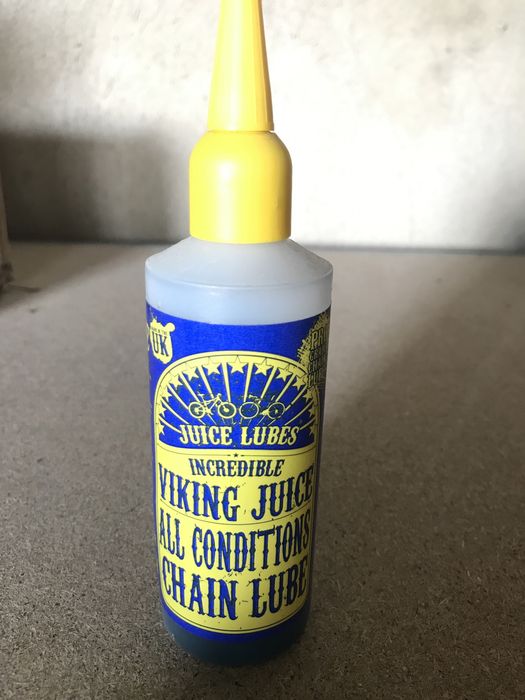 UK
JUICE LUBES
INCREDIBLE
VIKING JUICE
ALL CONDITIONS
CHAIN LUBE